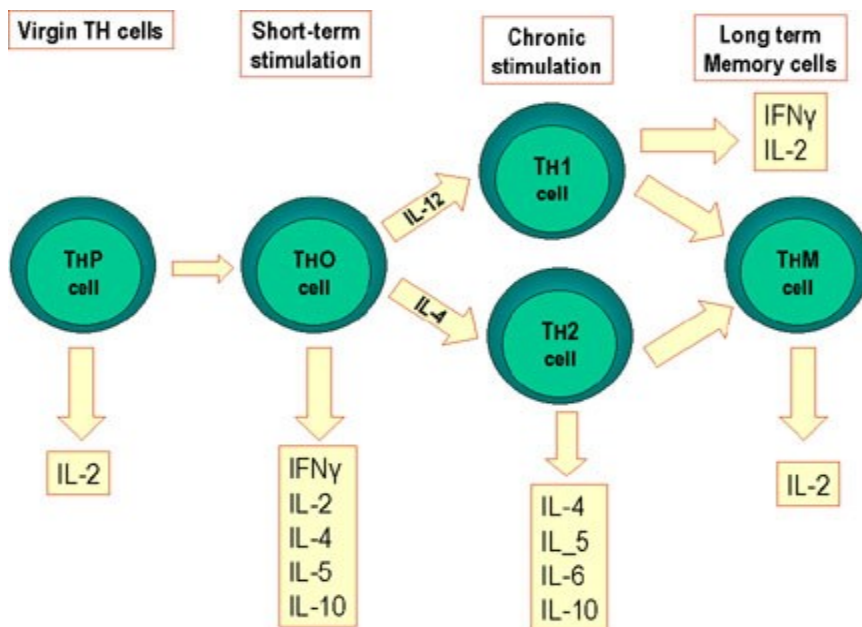 Virgin TH cells
Short-term
stimulation
Chronic
stimulation
Long term
Memory cells
THP
cell
THO
cell
IL-12
IL-4
TH1
cell
TH2
cell
THM
cell
IFNγ
IL-2
IL-2
IFNγ
IL-2
IL-4
IL-5
IL-10
IL-4
IL_5
IL-6
IL-10
IL-2